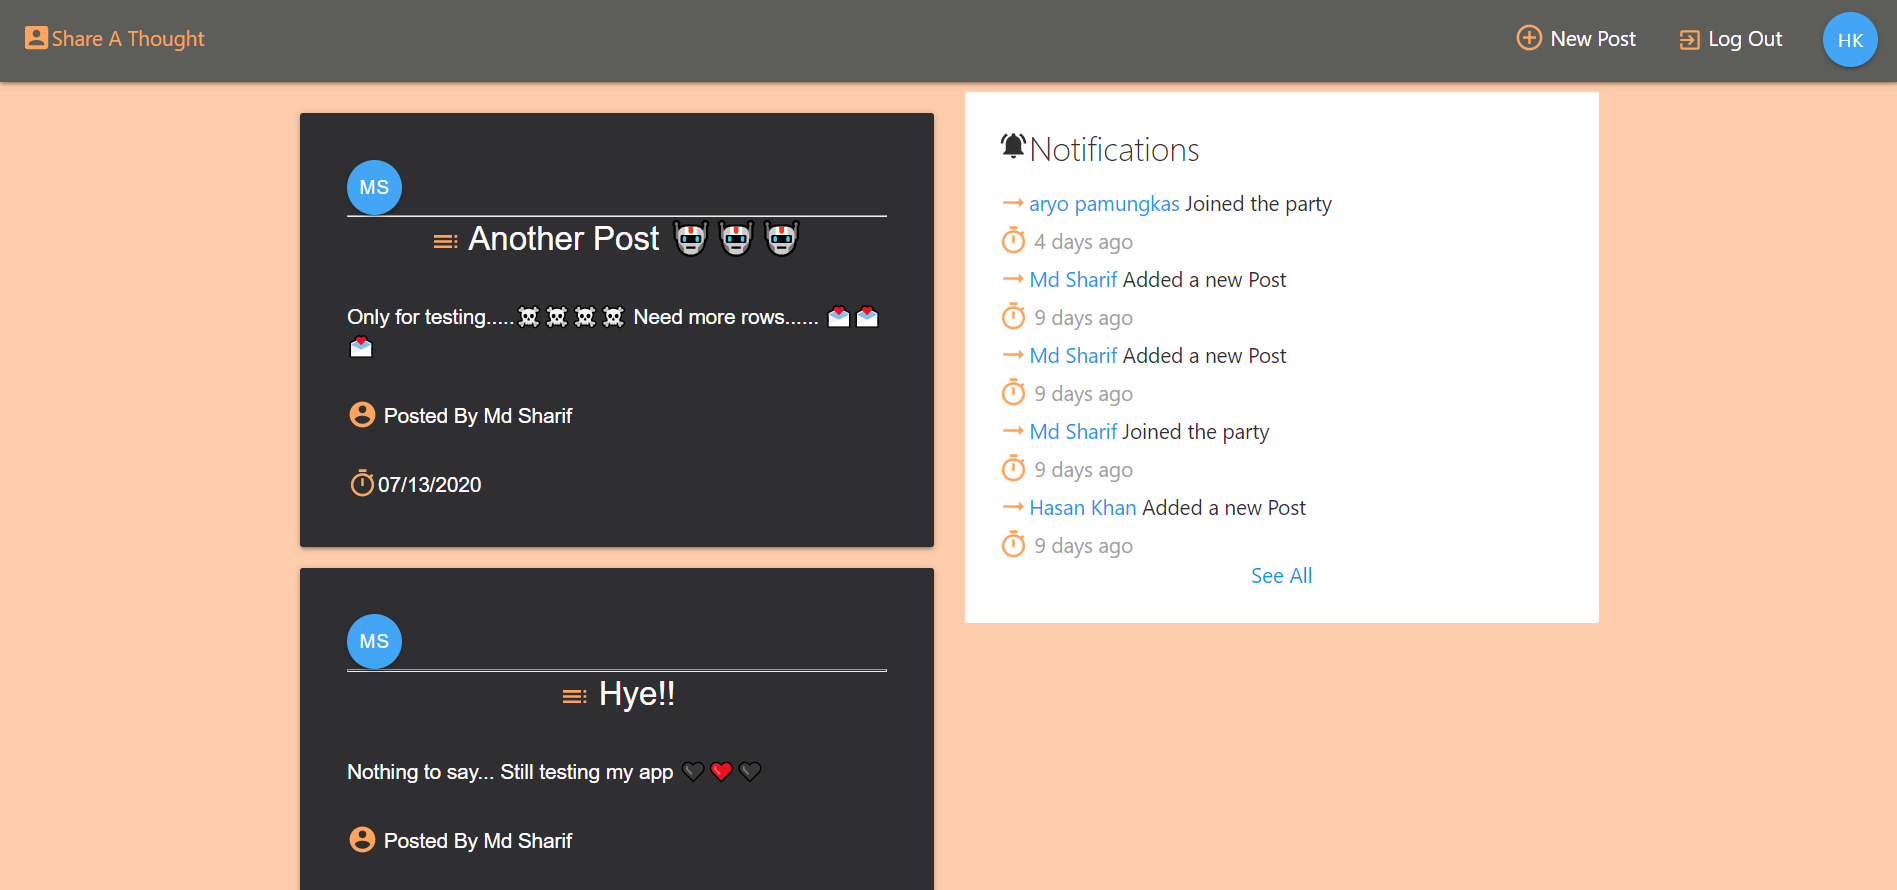 Share A Thought
New Post
Log Out
HK
MS
Another Post 🤖🤖🤖
Only for testing.....☠️☠️☠️☠️ Need more rows...... 💌💌
💌
Posted By Md Sharif
07/13/2020
MS
Hye!!
Nothing to say... Still testing my app 🖤❤️🖤
Posted By Md Sharif
Notifications
aryo pamungkas Joined the party
4 days ago
Md Sharif Added a new Post
9 days ago
Md Sharif Added a new Post
9 days ago
Md Sharif Joined the party
9 days ago
Hasan Khan Added a new Post
9 days ago
See All